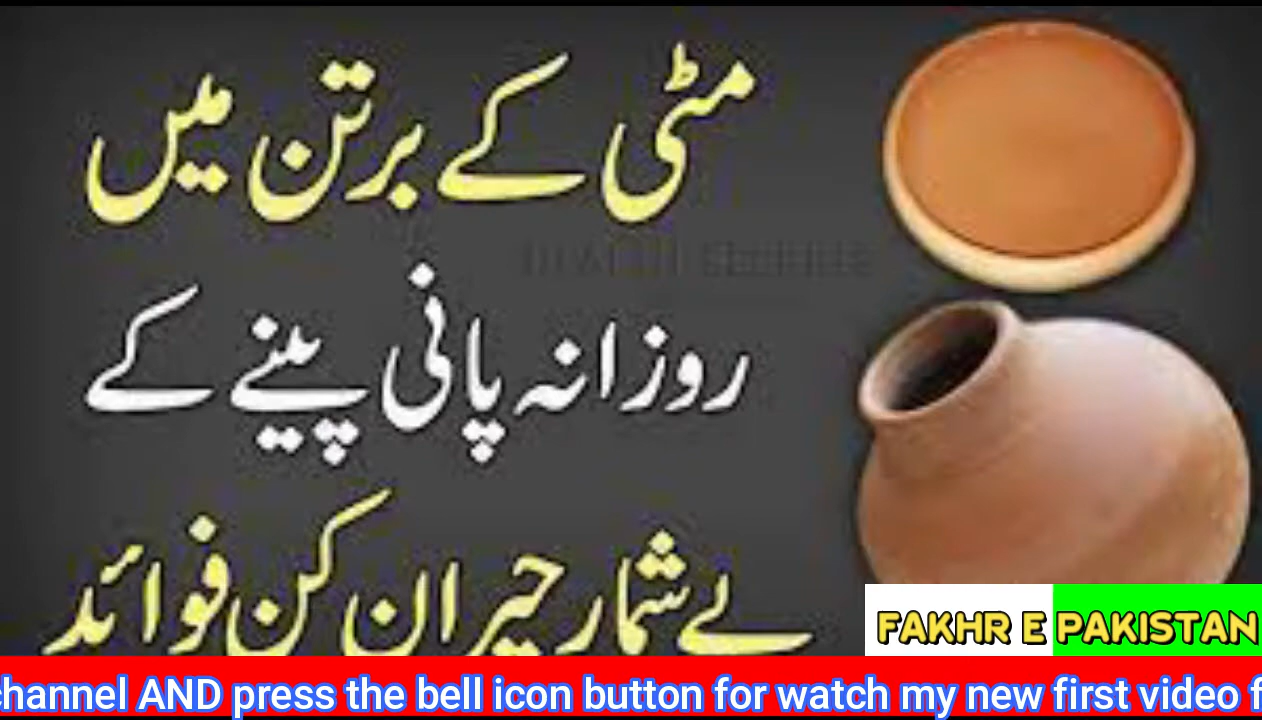 مٹی کے برتن میں
روزانہ پانی پینے کے
بے شمار حیران کن فوائد
FAKHR E PAKISTAN
channel AND press the bell icon button for watch my new first video f